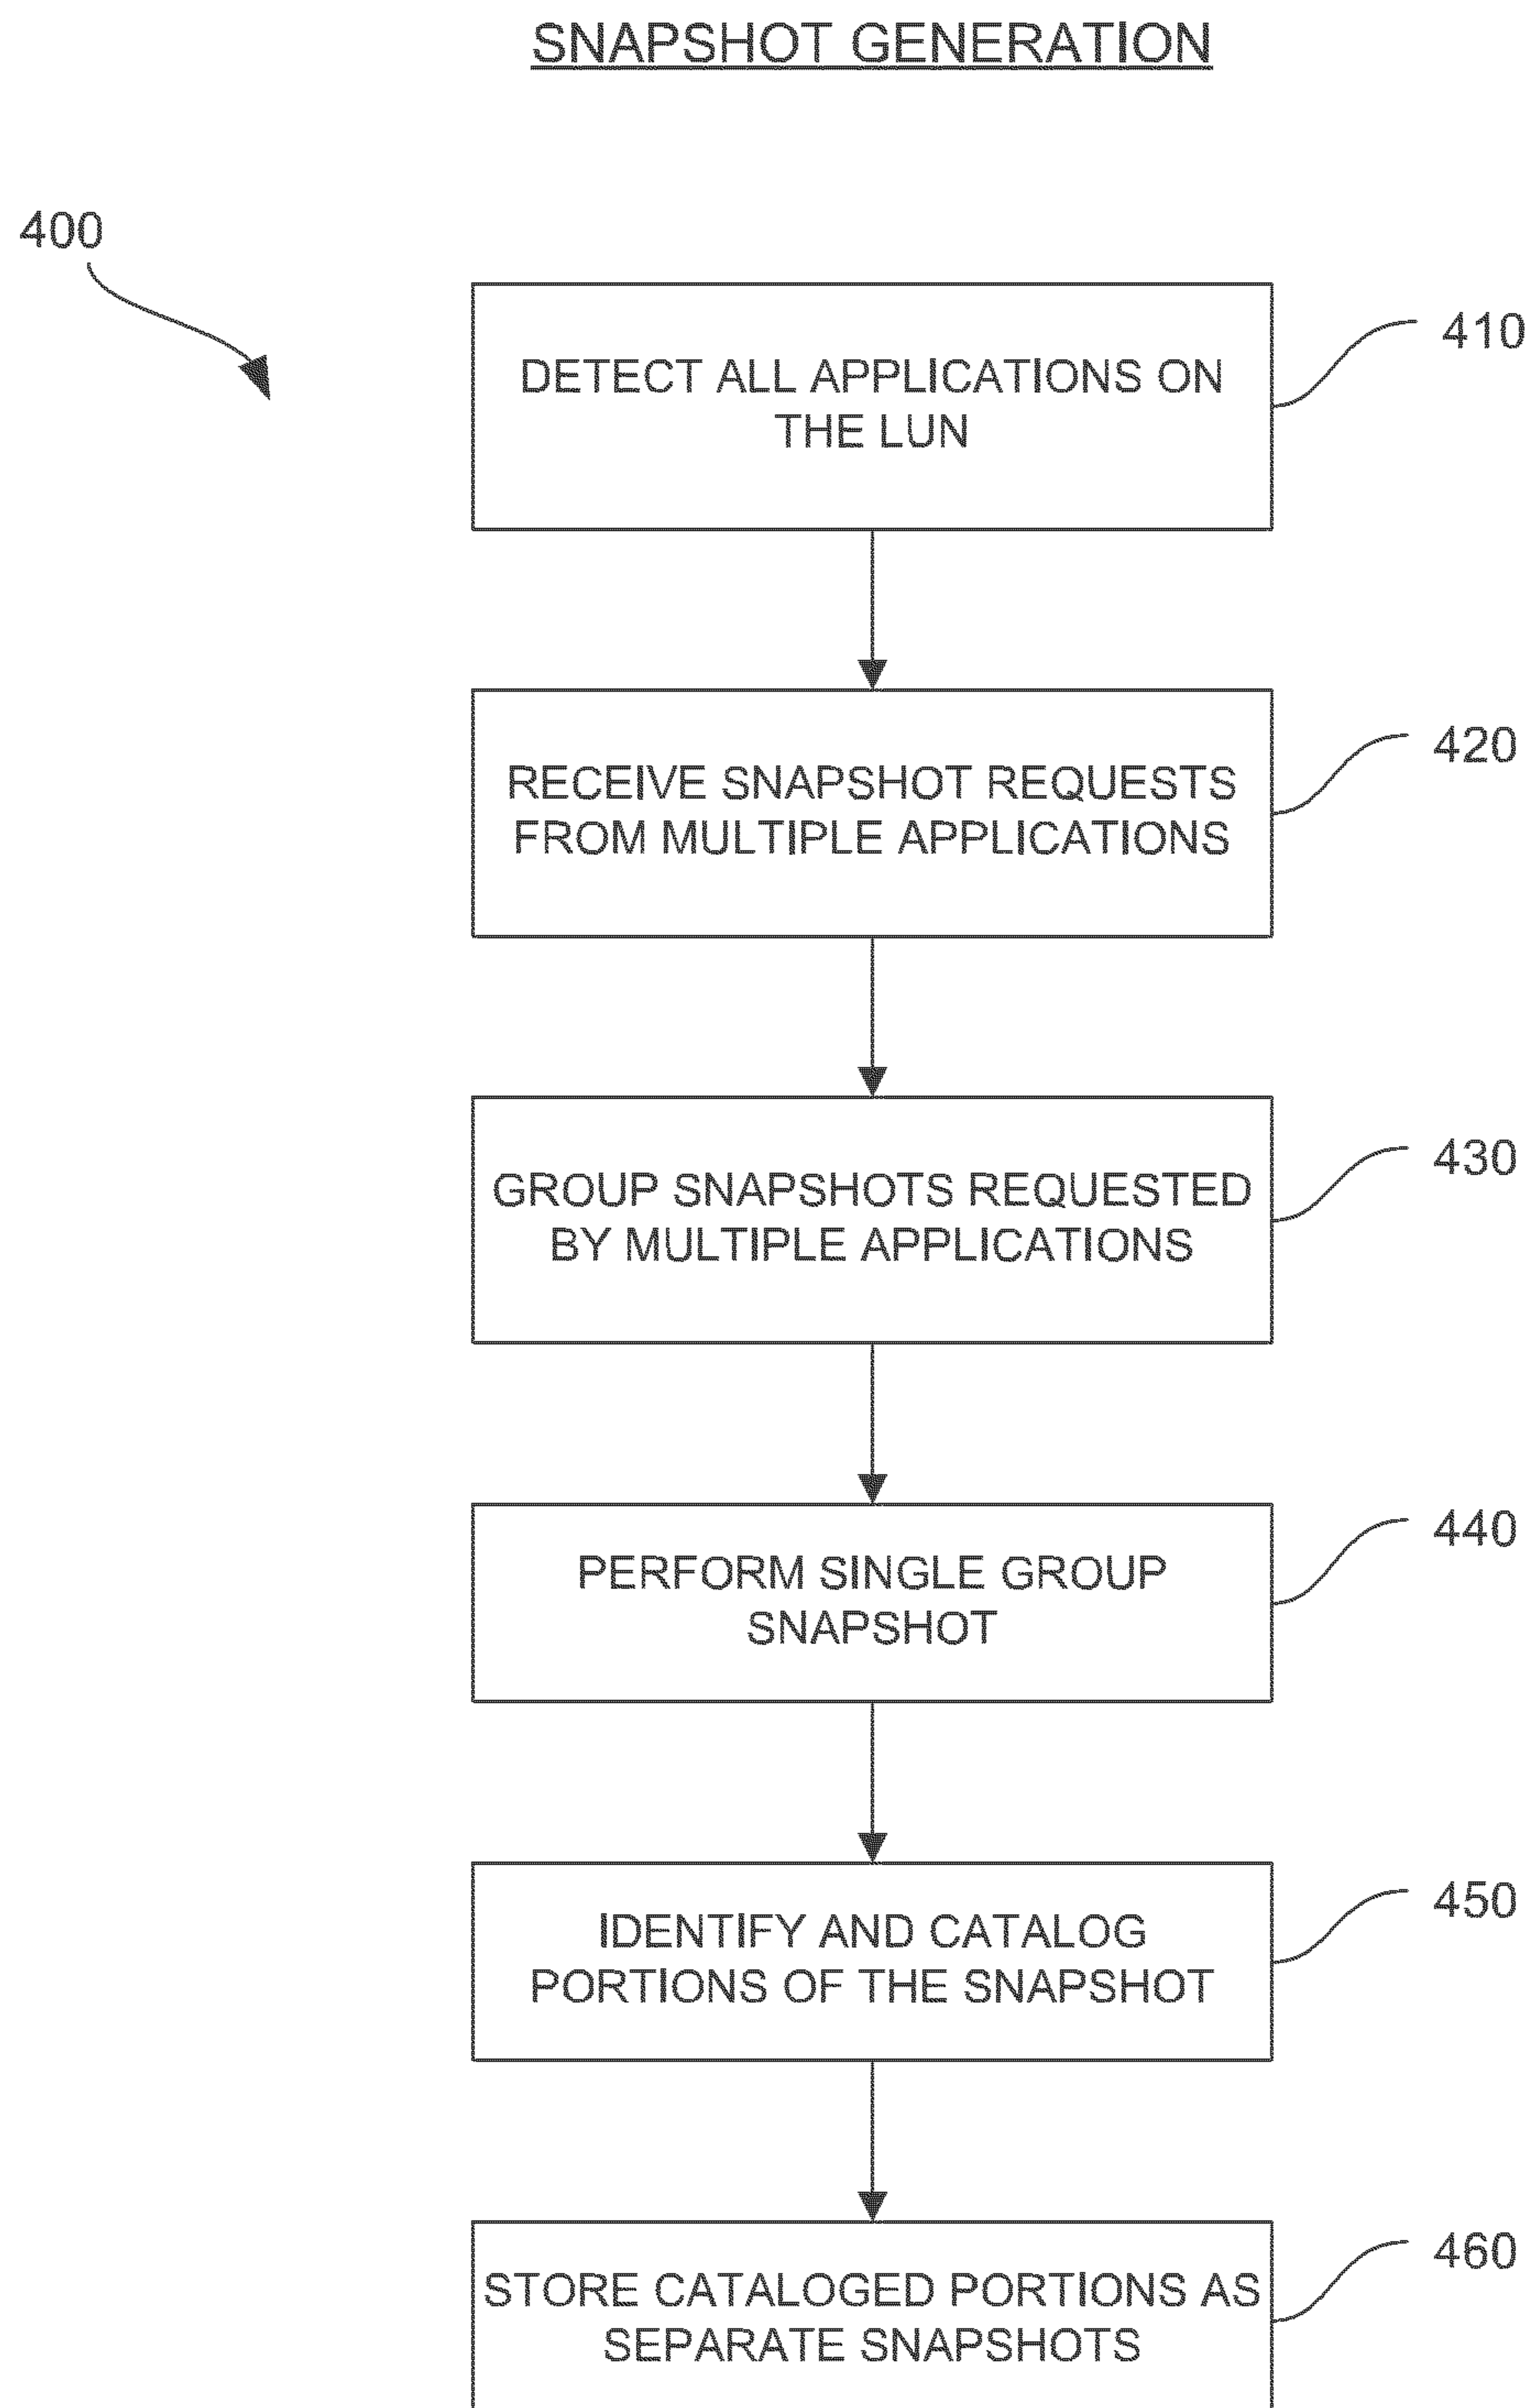 SNAPSHOT GENERATION
400
DETECT ALL APPLICATIONS ON
THE LUN
410
RECEIVE SNAPSHOT REQUESTS
FROM MULTIPLE APPLICATIONS
420
GROUP SNAPSHOTS REQUESTED
BY MULTIPLE APPLICATIONS
430
PERFORM SINGLE GROUP
SNAPSHOT
440
IDENTIFY AND CATALOG
PORTIONS OF THE SNAPSHOT
450
STORE CATALOGED PORTIONS AS
SEPARATE SNAPSHOTS
460